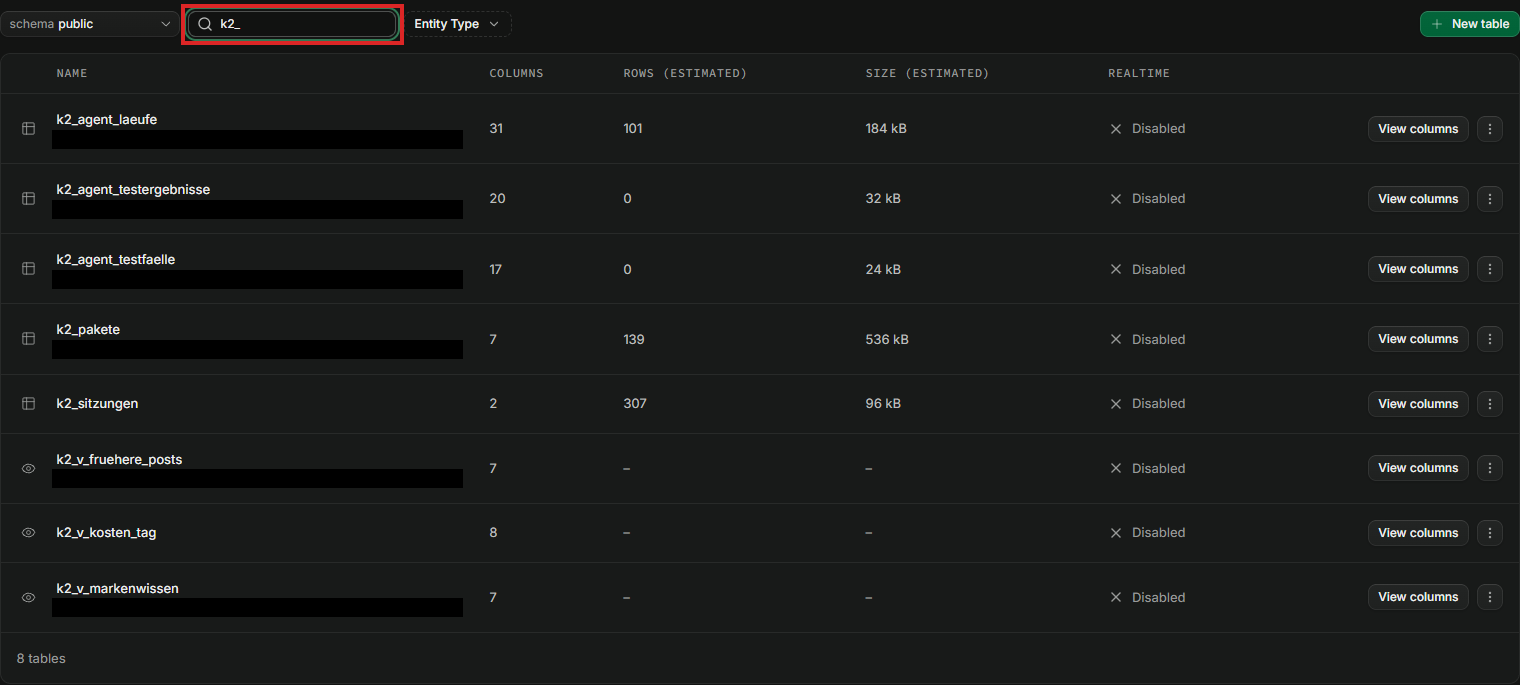 schema public
k2_
Entity Type
New table
NAME COLUMNS ROWS (ESTIMATED) SIZE (ESTIMATED) REALTIME
k2_agent_laeufe 31 101 184 kB Disabled View columns
k2_agent_testergebnisse 20 0 32 kB Disabled View columns
k2_agent_testfaelle 17 0 24 kB Disabled View columns
k2_pakete 7 139 536 kB Disabled View columns
k2_sitzungen 2 307 96 kB Disabled View columns
k2_v_fruehere_posts 7 – – Disabled View columns
k2_v_kosten_tag 8 – – Disabled View columns
k2_v_markenwissen 7 – – Disabled View columns
8 tables